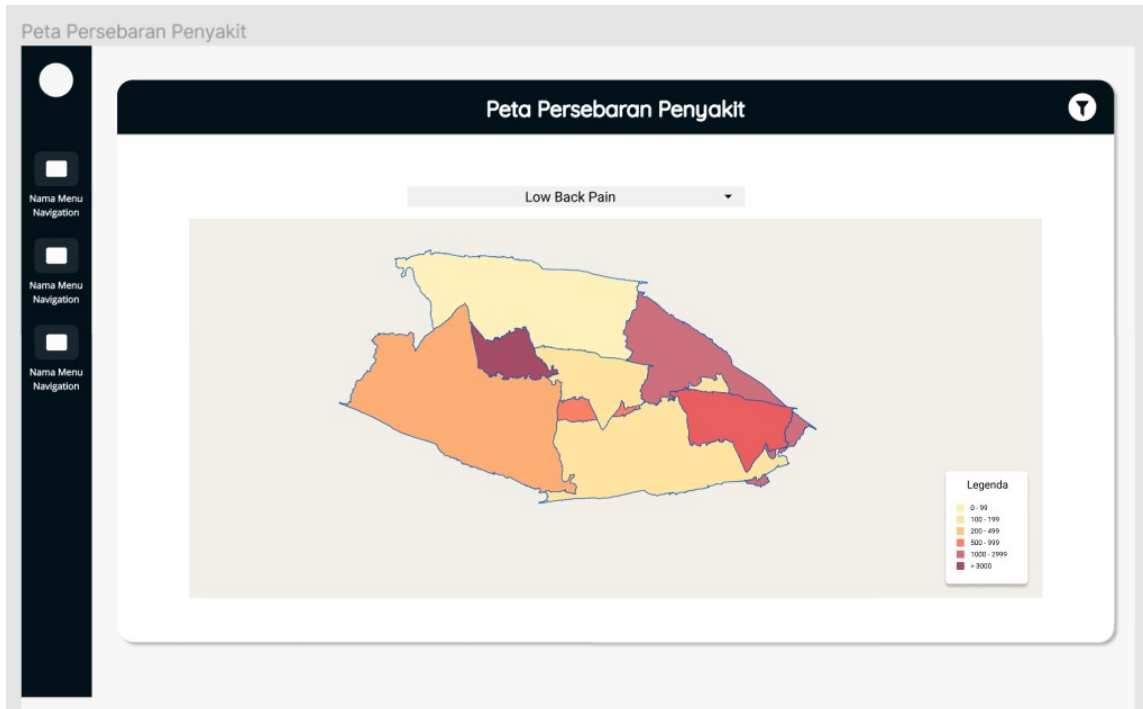 Peta Persebaran Penyakit
Nama Menu
Navigation
Nama Menu
Navigation
Nama Menu
Navigation
Peta Persebaran Penyakit
Low Back Pain
Legenda
0 - 99
100 - 199
200 - 499
500 - 999
1000 - 2999
> 3000